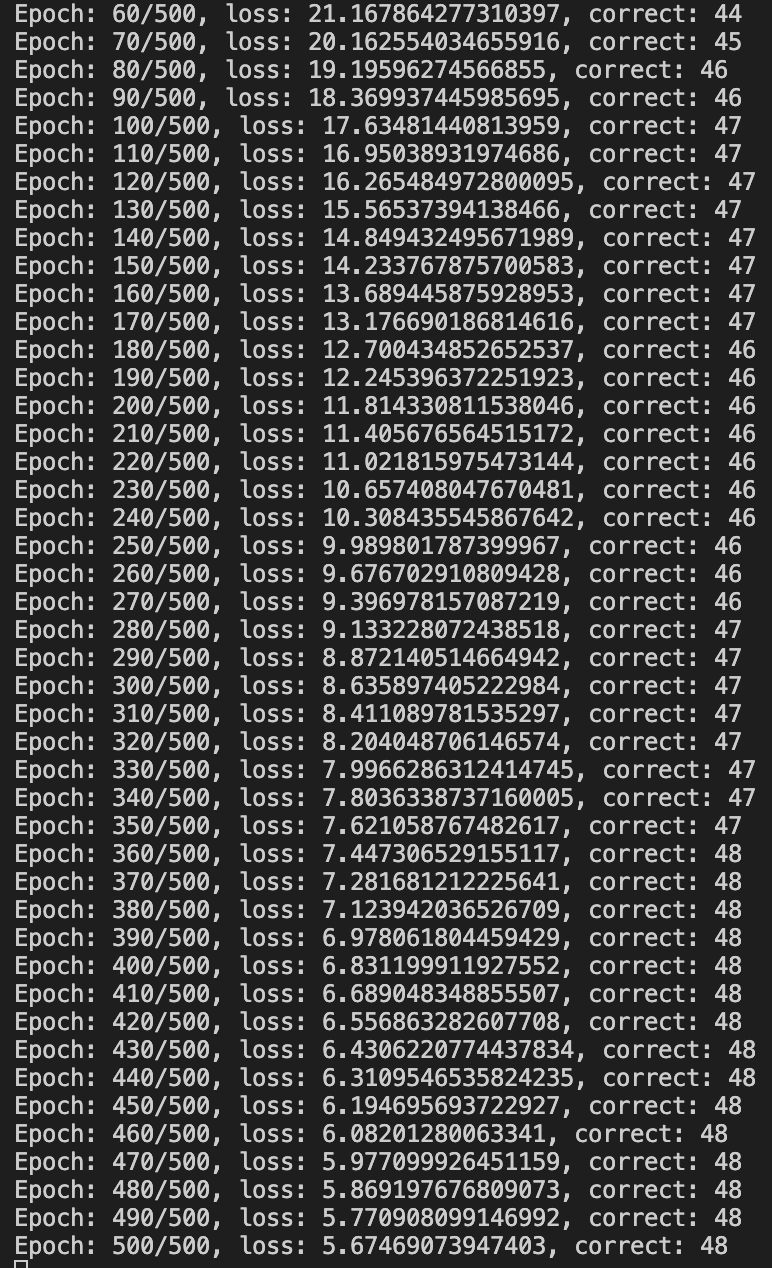 Epoch: 60/500, loss: 21.167864277310397, correct: 44
Epoch: 70/500, loss: 20.162554034655916, correct: 45
Epoch: 80/500, loss: 19.19596274566855, correct: 46
Epoch: 90/500, loss: 18.369937445985695, correct: 46
Epoch: 100/500, loss: 17.63481440813959, correct: 47
Epoch: 110/500, loss: 16.95038931974686, correct: 47
Epoch: 120/500, loss: 16.265484972800095, correct: 47
Epoch: 130/500, loss: 15.56537394138466, correct: 47
Epoch: 140/500, loss: 14.849432495671989, correct: 47
Epoch: 150/500, loss: 14.233767875700583, correct: 47
Epoch: 160/500, loss: 13.689445875928953, correct: 47
Epoch: 170/500, loss: 13.176690186814616, correct: 47
Epoch: 180/500, loss: 12.700434852652537, correct: 46
Epoch: 190/500, loss: 12.245396372251923, correct: 46
Epoch: 200/500, loss: 11.814330811538046, correct: 46
Epoch: 210/500, loss: 11.405676564515172, correct: 46
Epoch: 220/500, loss: 11.021815975473144, correct: 46
Epoch: 230/500, loss: 10.657408047670481, correct: 46
Epoch: 240/500, loss: 10.308435545867642, correct: 46
Epoch: 250/500, loss: 9.989801787399967, correct: 46
Epoch: 260/500, loss: 9.676702910809428, correct: 46
Epoch: 270/500, loss: 9.396978157087219, correct: 46
Epoch: 280/500, loss: 9.133228072438518, correct: 47
Epoch: 290/500, loss: 8.872140514664942, correct: 47
Epoch: 300/500, loss: 8.635897405222984, correct: 47
Epoch: 310/500, loss: 8.411089781535297, correct: 47
Epoch: 320/500, loss: 8.204048706146574, correct: 47
Epoch: 330/500, loss: 7.9966286312414745, correct: 47
Epoch: 340/500, loss: 7.8036338737160005, correct: 47
Epoch: 350/500, loss: 7.621058767482617, correct: 47
Epoch: 360/500, loss: 7.447306529155117, correct: 48
Epoch: 370/500, loss: 7.281681212225641, correct: 48
Epoch: 380/500, loss: 7.123942036526709, correct: 48
Epoch: 390/500, loss: 6.978061804459429, correct: 48
Epoch: 400/500, loss: 6.831199911927552, correct: 48
Epoch: 410/500, loss: 6.689048348855507, correct: 48
Epoch: 420/500, loss: 6.556863282607708, correct: 48
Epoch: 430/500, loss: 6.4306220774437834, correct: 48
Epoch: 440/500, loss: 6.3109546535824235, correct: 48
Epoch: 450/500, loss: 6.194695693722927, correct: 48
Epoch: 460/500, loss: 6.08201280063341, correct: 48
Epoch: 470/500, loss: 5.977099926451159, correct: 48
Epoch: 480/500, loss: 5.869197676809073, correct: 48
Epoch: 490/500, loss: 5.770908099146992, correct: 48
Epoch: 500/500, loss: 5.67469073947403, correct: 48